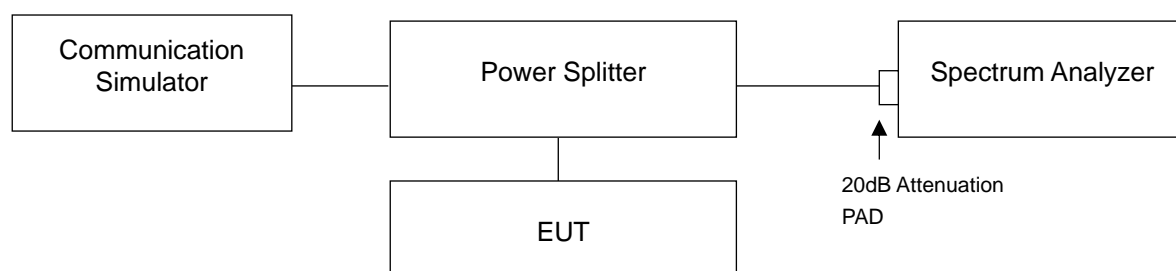 Communication
Simulator
Power Splitter
Spectrum Analyzer
20dB Attenuation
PAD
EUT